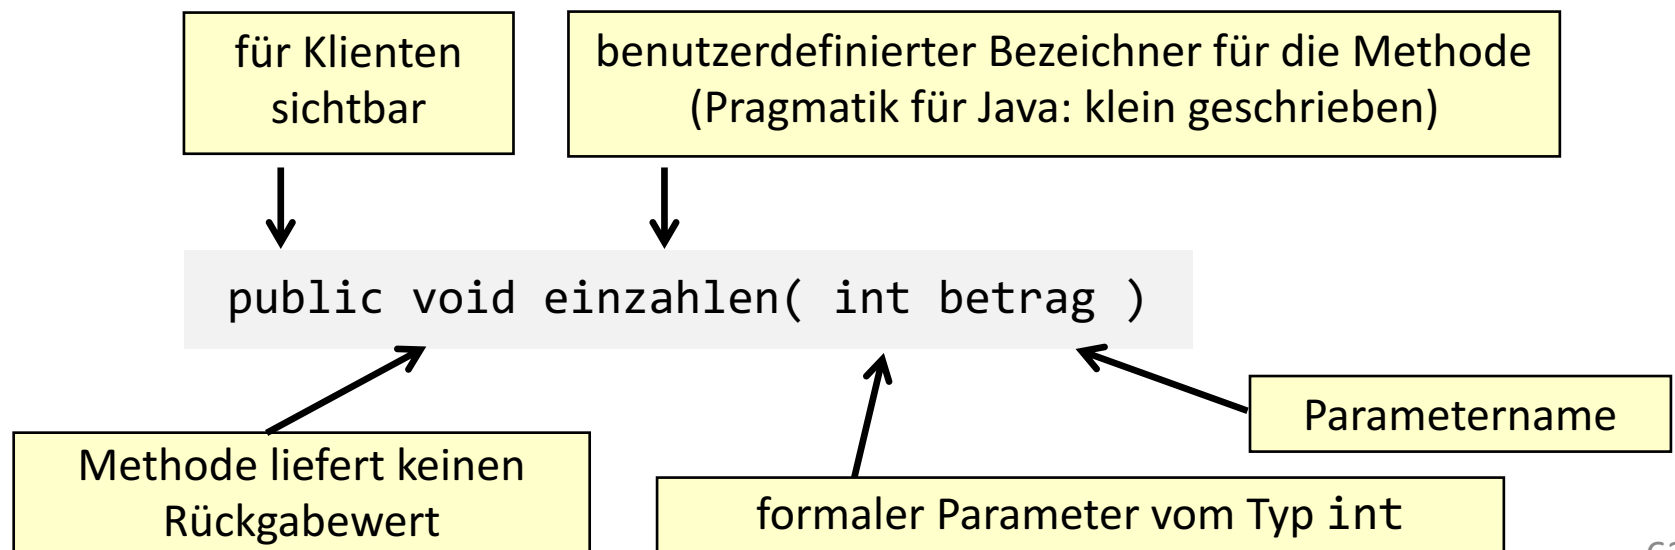 für Klienten
sichtbar
benutzerdefinierter Bezeichner für die Methode
(Pragmatik für Java: klein geschrieben)
public void einzahlen( int betrag )
Parametername
Methode liefert keinen
Rückgabewert
formaler Parameter vom Typ int